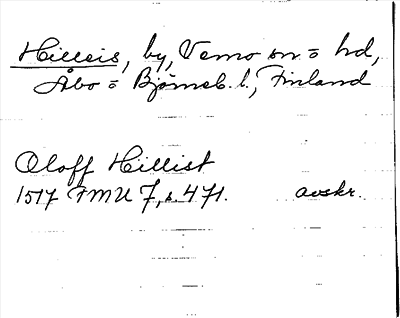 Hilleis, by, Vemo sn = hd,
Åbo = Björneb. l., Finland
Oloff Hillist
1517 FMU 7, s. 471. avskr.